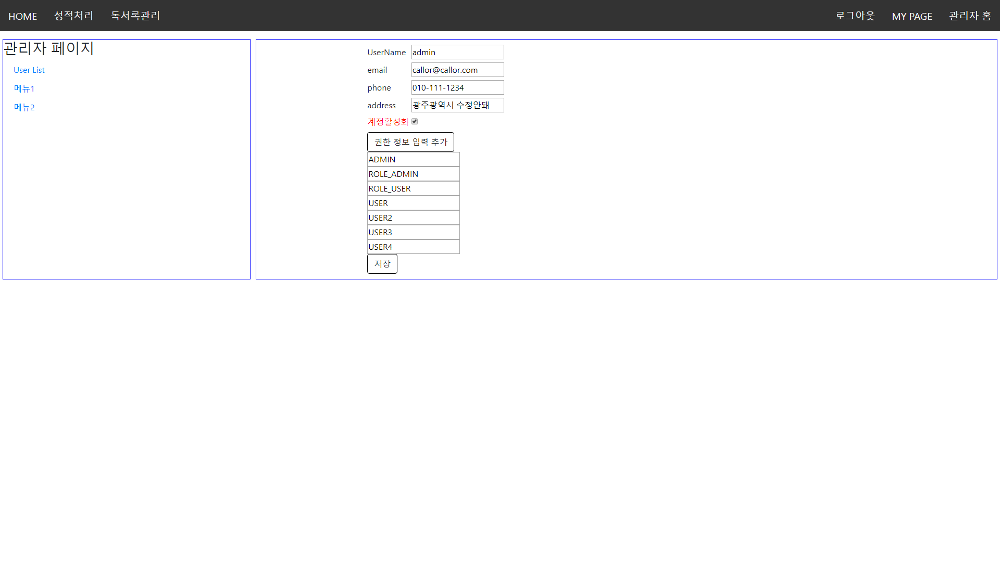 HOME 성적처리 독서록관리 로그아웃 MY PAGE 관리자 홈
관리자 페이지
User List
메뉴1
메뉴2
UserName admin
email callor@callor.com
phone 010-111-1234
address 광주광역시 수정안돼
계정활성화
권한 정보 입력 추가
ADMIN
ROLE_ADMIN
ROLE_USER
USER
USER2
USER3
USER4
저장